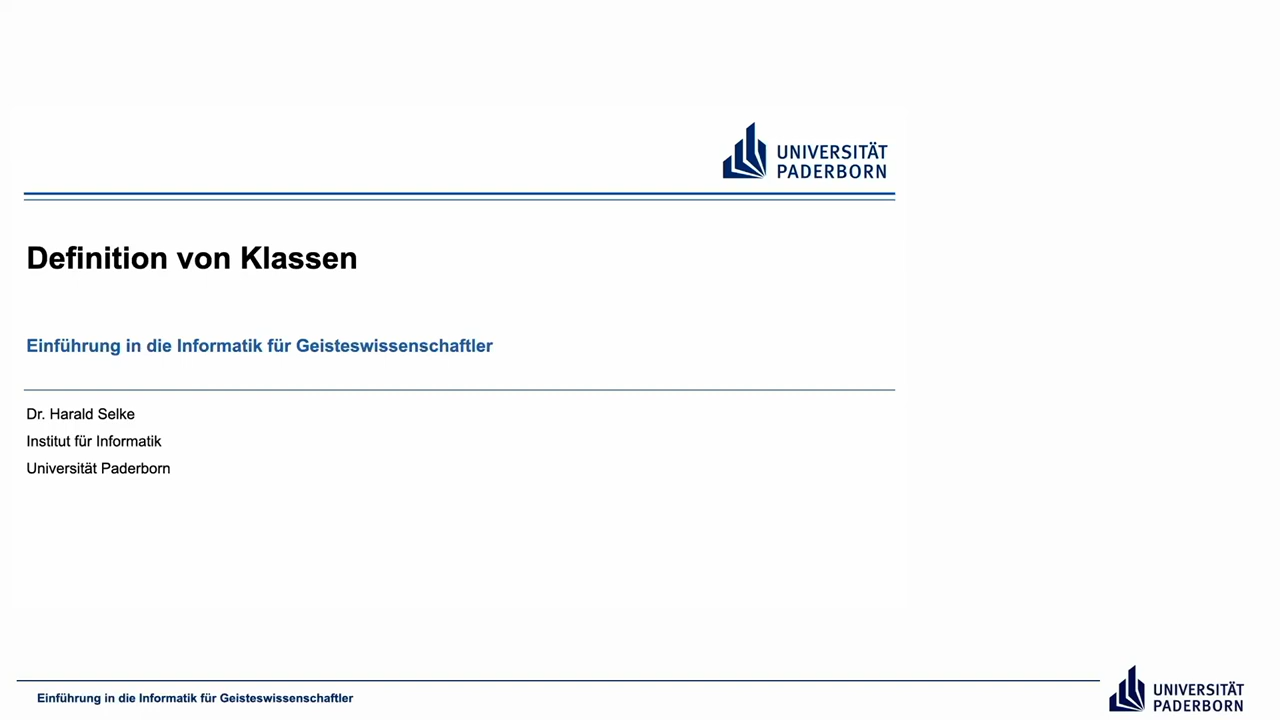 UNIVERSITÄT
PADERBORN
Definition von Klassen
Einführung in die Informatik für Geisteswissenschaftler
Dr. Harald Selke
Institut für Informatik
Universität Paderborn
Einführung in die Informatik für Geisteswissenschaftler
UNIVERSITÄT
PADERBORN